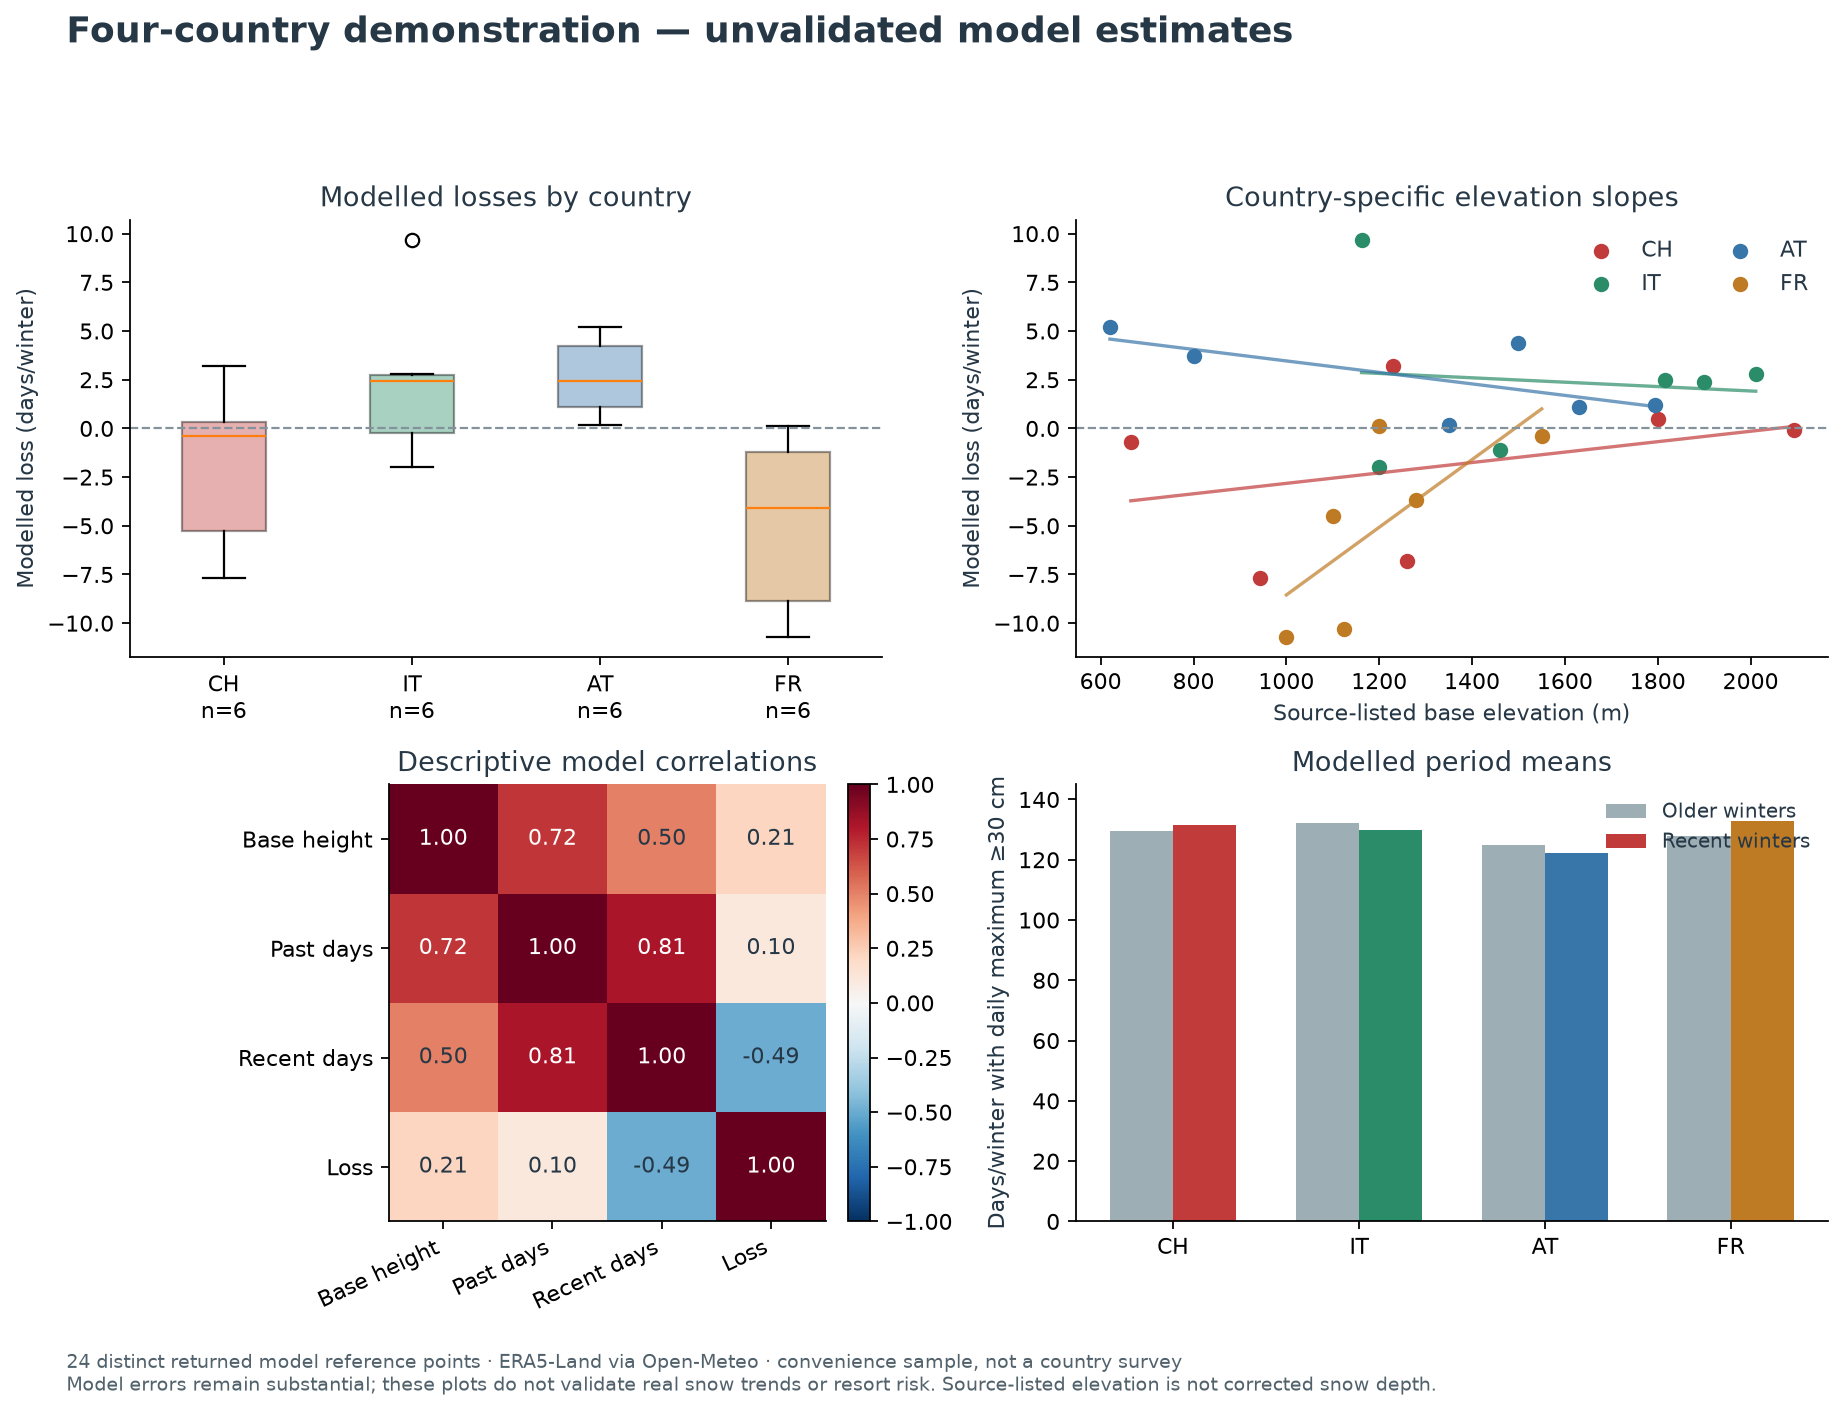 Four-country demonstration — unvalidated model estimates
Modelled losses by country
Modelled loss (days/winter)
10.0
7.5
5.0
2.5
0.0
−2.5
−5.0
−7.5
−10.0
CH
n=6
IT
n=6
AT
n=6
FR
n=6
Country-specific elevation slopes
Modelled loss (days/winter)
10.0
7.5
5.0
2.5
0.0
−2.5
−5.0
−7.5
−10.0
CH
IT
AT
FR
600 800 1000 1200 1400 1600 1800 2000
Source-listed base elevation (m)
Descriptive model correlations
Base height 1.00 0.72 0.50 0.21
Past days 0.72 1.00 0.81 0.10
Recent days 0.50 0.81 1.00 -0.49
Loss 0.21 0.10 -0.49 1.00
Base height
Past days
Recent days
Loss
1.00
0.75
0.50
0.25
0.00
−0.25
−0.50
−0.75
−1.00
Modelled period means
Days/winter with daily maximum ≥30 cm
140
120
100
80
60
40
20
0
Older winters
Recent winters
CH IT AT FR
24 distinct returned model reference points · ERA5-Land via Open-Meteo · convenience sample, not a country survey
Model errors remain substantial; these plots do not validate real snow trends or resort risk. Source-listed elevation is not corrected snow depth.